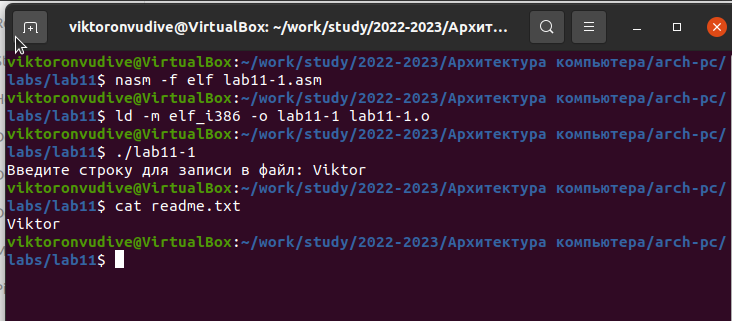 viktoronvudive@VirtualBox: ~/work/study/2022-2023/Архит...
viktoronvudive@VirtualBox:~/work/study/2022-2023/Архитектура компьютера/arch-pc/
labs/lab11$ nasm -f elf lab11-1.asm
viktoronvudive@VirtualBox:~/work/study/2022-2023/Архитектура компьютера/arch-pc/
labs/lab11$ ld -m elf_i386 -o lab11-1 lab11-1.o
viktoronvudive@VirtualBox:~/work/study/2022-2023/Архитектура компьютера/arch-pc/
labs/lab11$ ./lab11-1
Введите строку для записи в файл: Viktor
viktoronvudive@VirtualBox:~/work/study/2022-2023/Архитектура компьютера/arch-pc/
labs/lab11$ cat readme.txt
Viktor
viktoronvudive@VirtualBox:~/work/study/2022-2023/Архитектура компьютера/arch-pc/
labs/lab11$